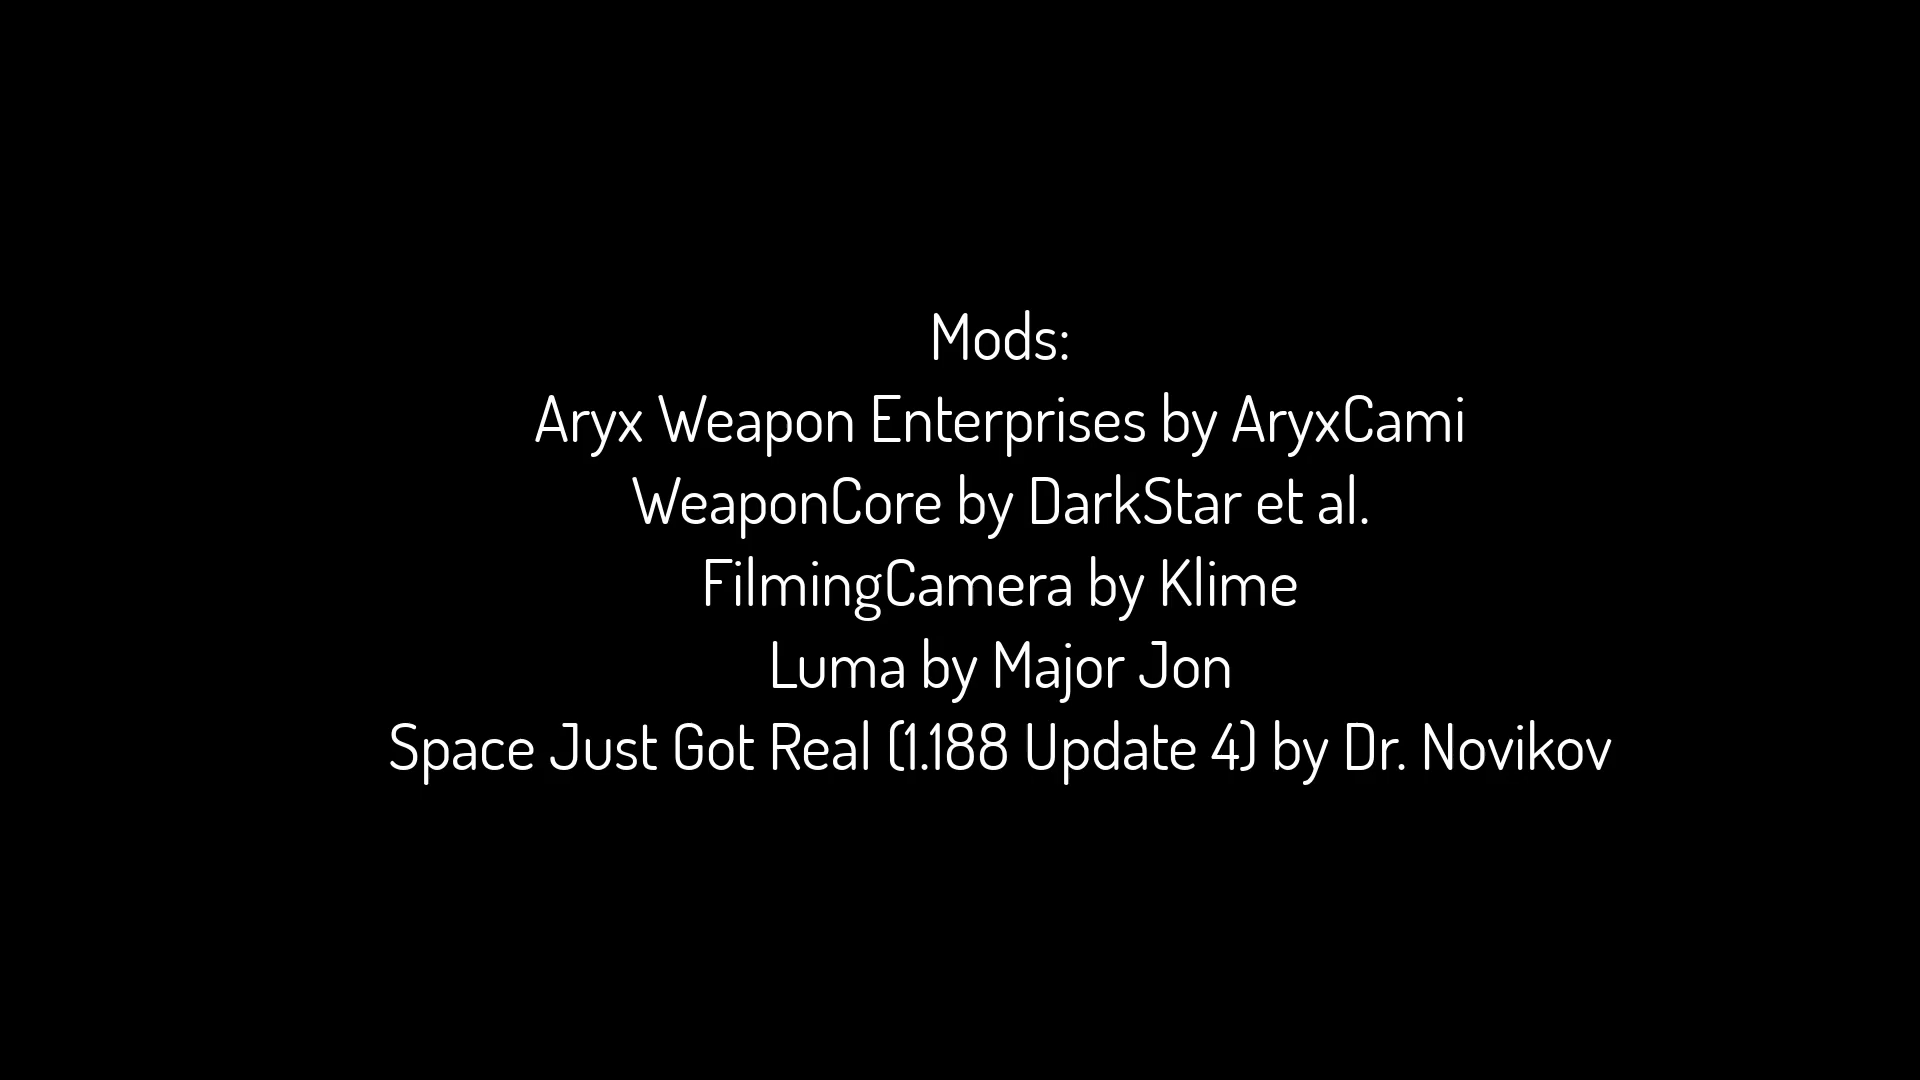 Mods:
Aryx Weapon Enterprises by AryxCami
WeaponCore by DarkStar et al.
FilmingCamera by Klime
Luma by Major Jon
Space Just Got Real (1.188 Update 4) by Dr. Novikov